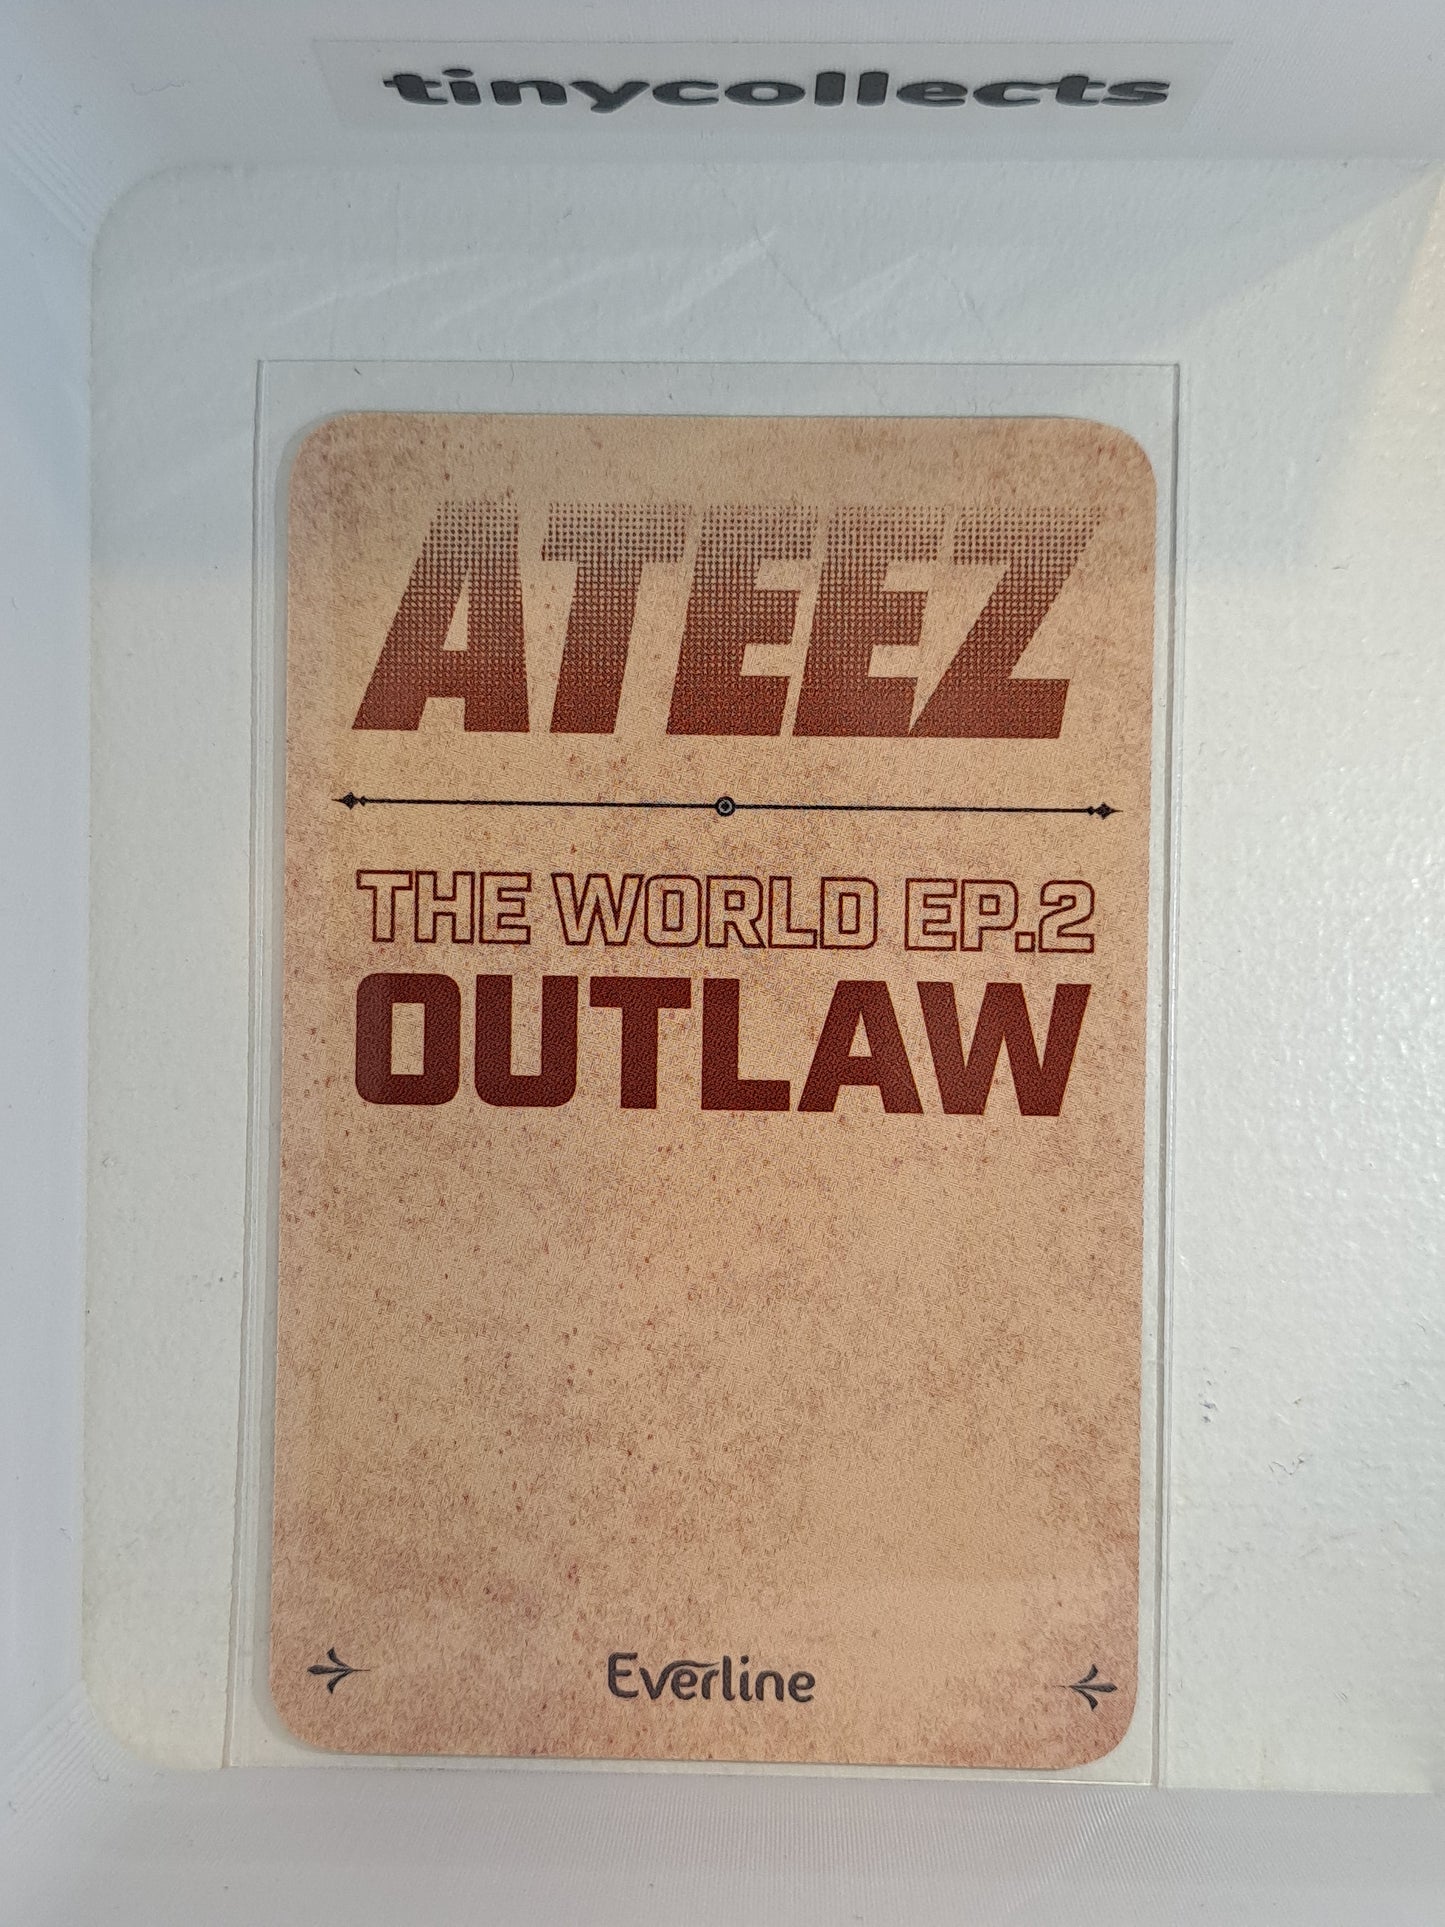 tinycollects
ATEEZ
THE WORLD EP.2
OUTLAW
Everline